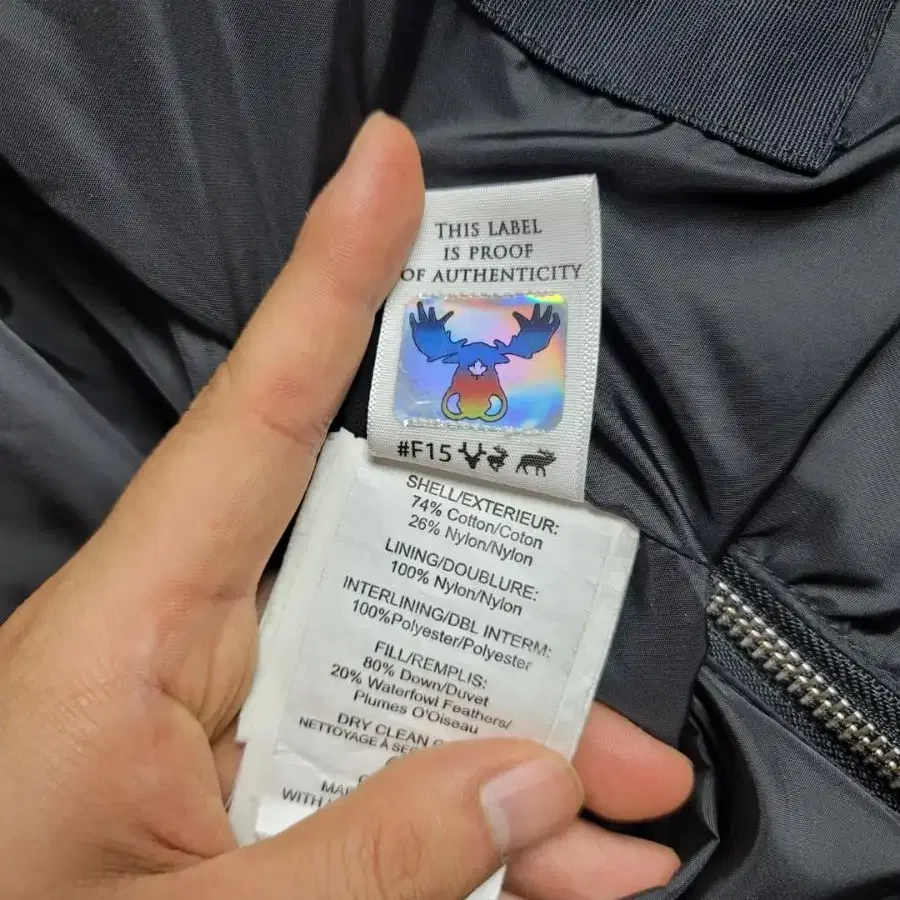 THIS LABEL
IS PROOF
OF AUTHENTICITY
#F15
SHELL/EXTERIEUR:
74% Cotton/Coton
26% Nylon/Nylon
LINING/DOUBLURE:
100% Nylon/Nylon
INTERLINING/DBL INTERM:
100%Polyester/Polyester
FILL/REMPLIS:
80% Down/Duvet
20% Waterfowl Feathers/
Plumes O'Oiseau
DRY CLEAN
NETTOYAGE À